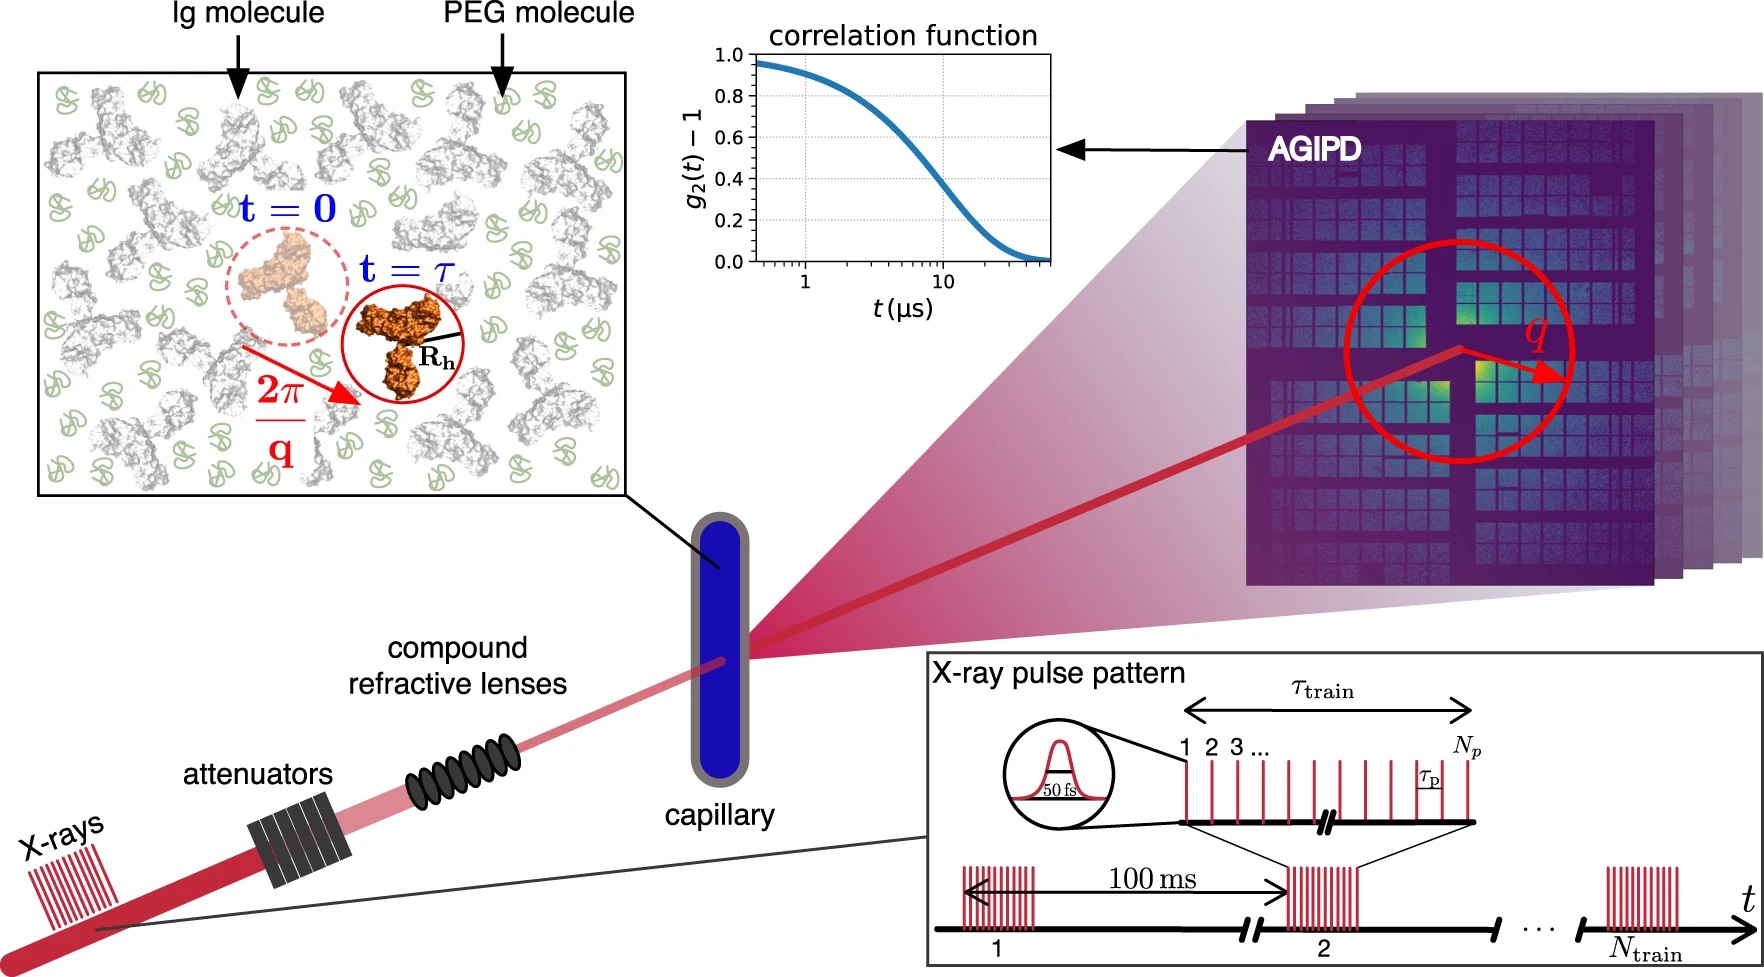 Ig molecule
PEG molecule
t = 0
t = τ
R_h
2π
q
correlation function
g₂(t) − 1
1.0
0.8
0.6
0.4
0.2
0.0
1
10
t (μs)
AGIPD
q
compound
refractive lenses
attenuators
X-rays
capillary
X-ray pulse pattern
τ_train
1 2 3 ...
N_p
τ_p
50 fs
100 ms
t
1
2
...
N_train